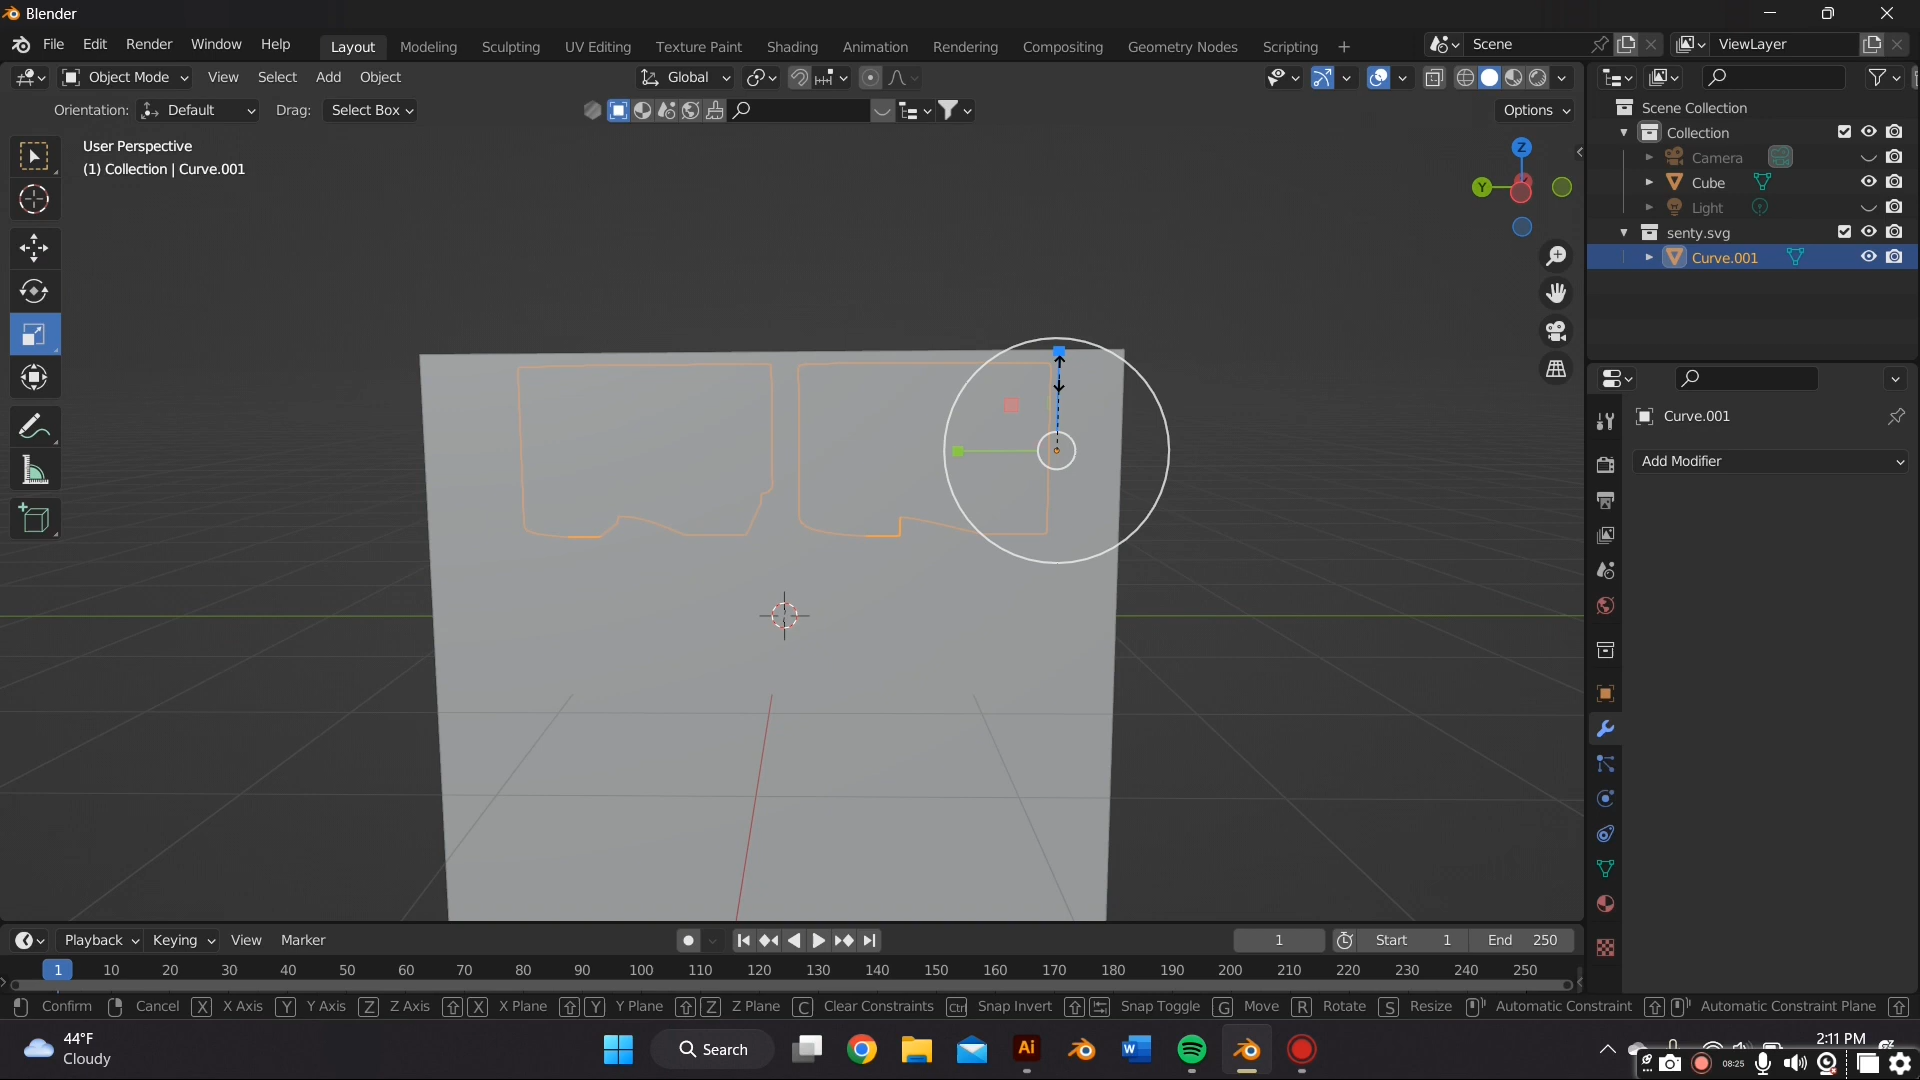 Blender
File Edit Render Window Help
Layout Modeling Sculpting UV Editing Texture Paint Shading Animation Rendering Compositing Geometry Nodes Scripting +
Scene
ViewLayer
Object Mode View Select Add Object
Global
Orientation: Default Drag: Select Box
Options
User Perspective
(1) Collection | Curve.001
Z
Y
Scene Collection
Collection
Camera
Cube
Light
senty.svg
Curve.001
Curve.001
Add Modifier
Playback Keying View Marker
1 Start 1 End 250
1 10 20 30 40 50 60 70 80 90 100 110 120 130 140 150 160 170 180 190 200 210 220 230 240 250
Confirm Cancel X X Axis Y Y Axis Z Z Axis X X Plane Y Y Plane Z Z Plane C Clear Constraints Ctrl Snap Invert Snap Toggle G Move R Rotate S Resize Automatic Constraint Automatic Constraint Plane
44°F
Cloudy
Search
Ai
W
2:11 PM
08:25